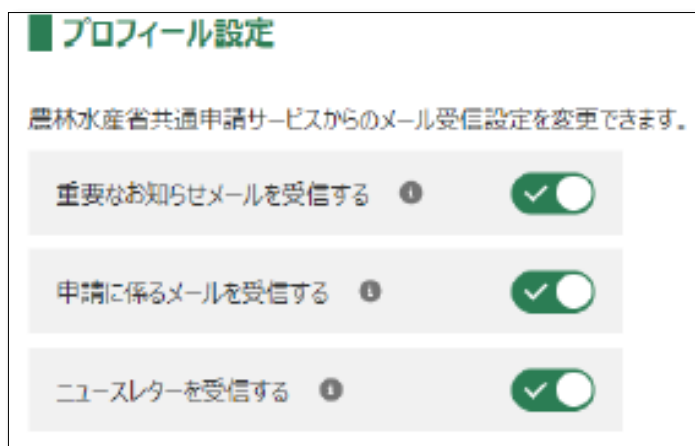 プロフィール設定
農林水産省共通申請サービスからのメール受信設定を変更できます。
重要なお知らせメールを受信する
申請に係るメールを受信する
ニュースレターを受信する